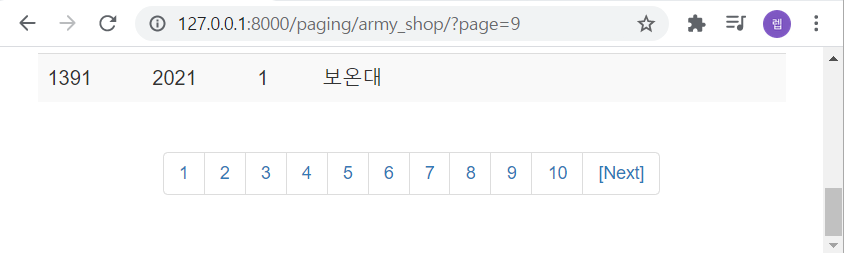 127.0.0.1:8000/paging/army_shop/?page=9
렙
1391 2021 1 보온대
1 2 3 4 5 6 7 8 9 10 [Next]